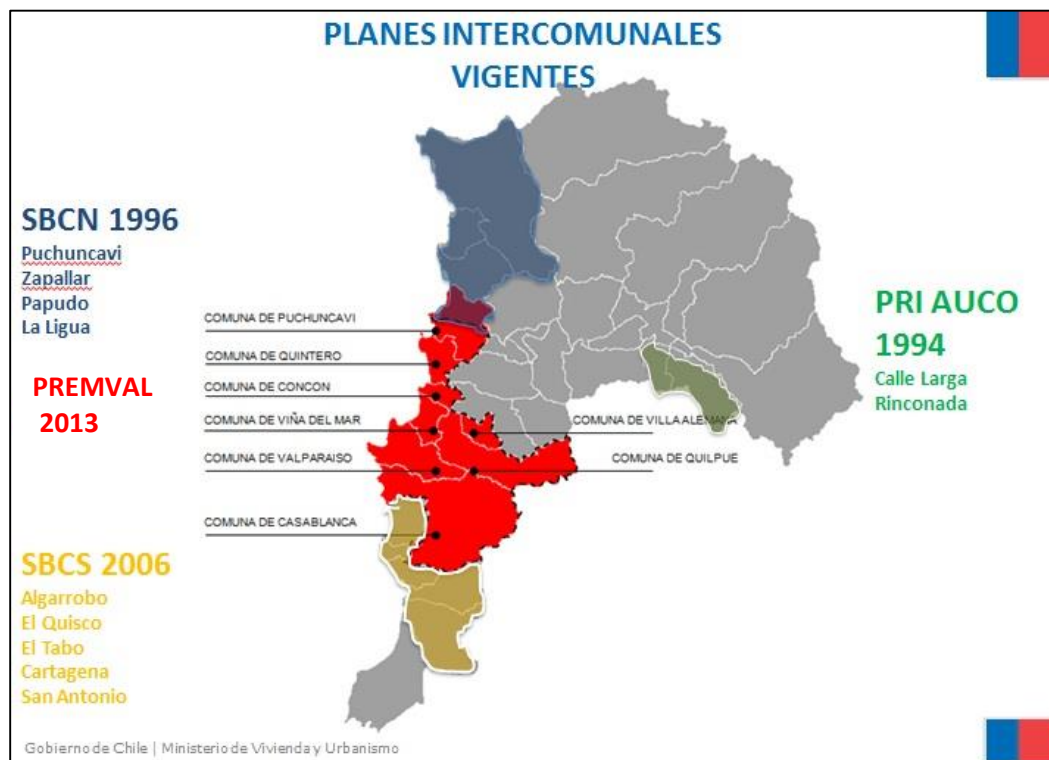 PLANES INTERCOMUNALES
VIGENTES
SBCN 1996
Puchuncavi
Zapallar
Papudo
La Ligua
PREMVAL
2013
COMUNA DE PUCHUNCAVI
COMUNA DE QUINTERO
COMUNA DE CONCON
COMUNA DE VIÑA DEL MAR
COMUNA DE VALPARAISO
COMUNA DE CASABLANCA
COMUNA DE VILLA ALEMANA
COMUNA DE QUILPUE
PRI AUCO
1994
Calle Larga
Rinconada
SBCS 2006
Algarrobo
El Quisco
El Tabo
Cartagena
San Antonio
Gobierno de Chile | Ministerio de Vivienda y Urbanismo